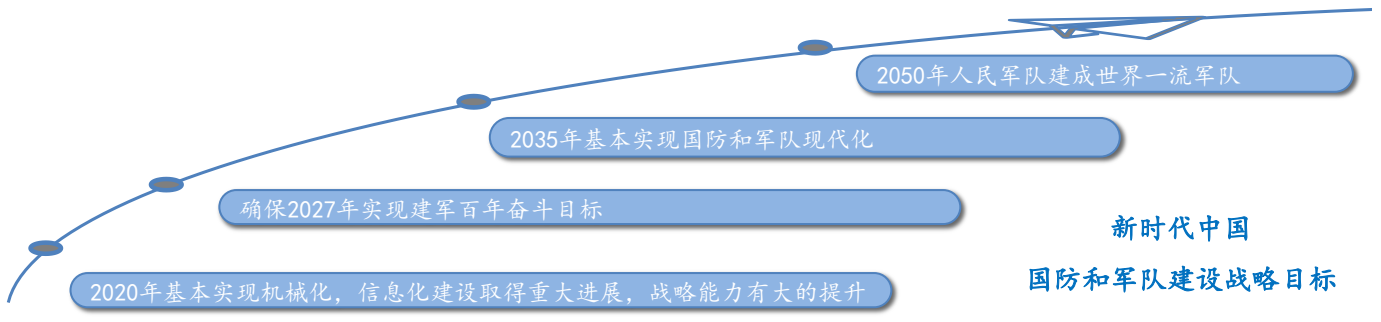 2050年人民军队建成世界一流军队
2035年基本实现国防和军队现代化
确保2027年实现建军百年奋斗目标
2020年基本实现机械化，信息化建设取得重大进展，战略能力有大的提升
新时代中国
国防和军队建设战略目标